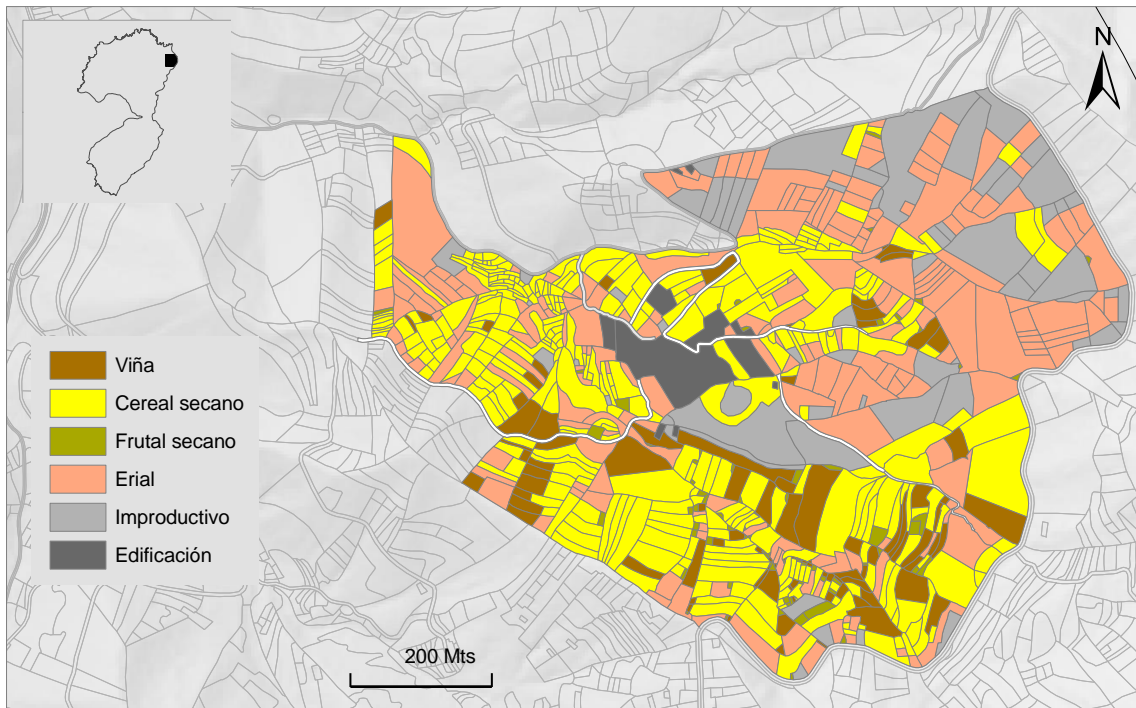 N
Viña
Cereal secano
Frutal secano
Erial
Improductivo
Edificación
200 Mts